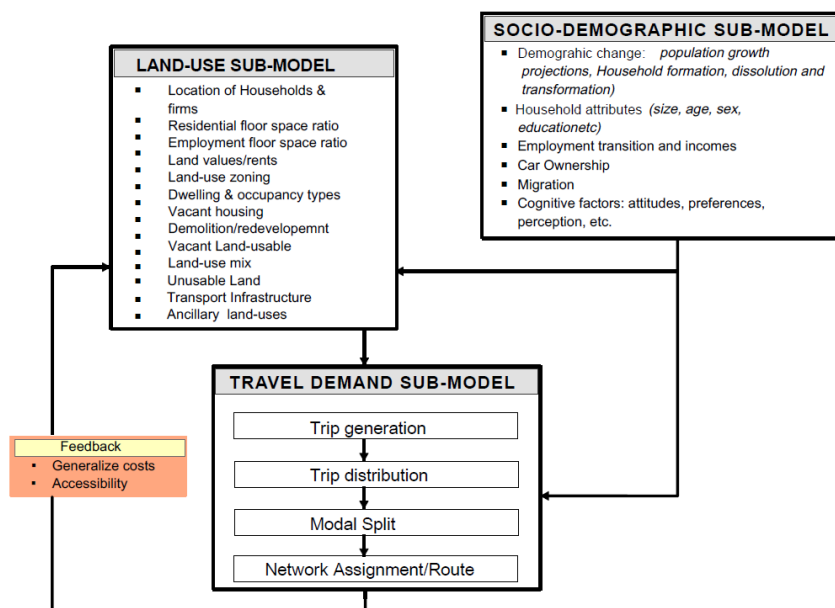 SOCIO-DEMOGRAPHIC SUB-MODEL
▪ Demograhic change: population growth
projections, Household formation, dissolution and
transformation)
▪ Household attributes (size, age, sex,
educationetc)
▪ Employment transition and incomes
▪ Car Ownership
▪ Migration
▪ Cognitive factors: attitudes, preferences,
perception, etc.
LAND-USE SUB-MODEL
▪ Location of Households &
firms
▪ Residential floor space ratio
▪ Employment floor space ratio
▪ Land values/rents
▪ Land-use zoning
▪ Dwelling & occupancy types
▪ Vacant housing
▪ Demolition/redevelopemnt
▪ Vacant Land-usable
▪ Land-use mix
▪ Unusable Land
▪ Transport Infrastructure
▪ Ancillary land-uses
TRAVEL DEMAND SUB-MODEL
Trip generation
Trip distribution
Modal Split
Network Assignment/Route
Feedback
▪ Generalize costs
▪ Accessibility